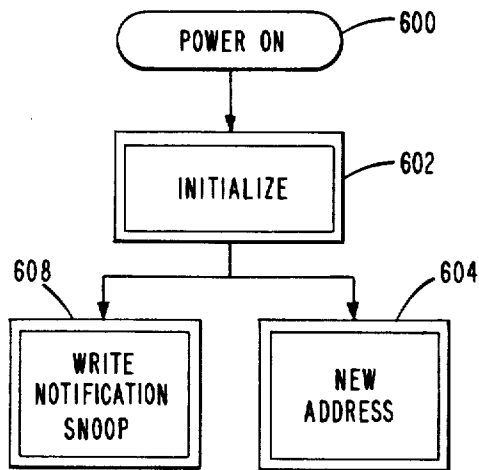 POWER ON
600
INITIALIZE
602
608
604
WRITE
NOTIFICATION
SNOOP
NEW
ADDRESS